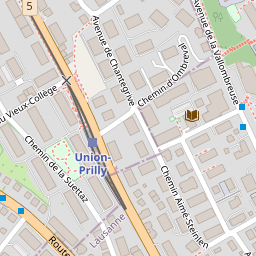 5
Avenue de Chantegrive
Avenue de la Vallombreuse
Chemin d'Ombreval
u Vieux-Collège
Union-
Prilly
Chemin de la Suettaz
Chemin Aimé-Steinlen
Lausanne
Route